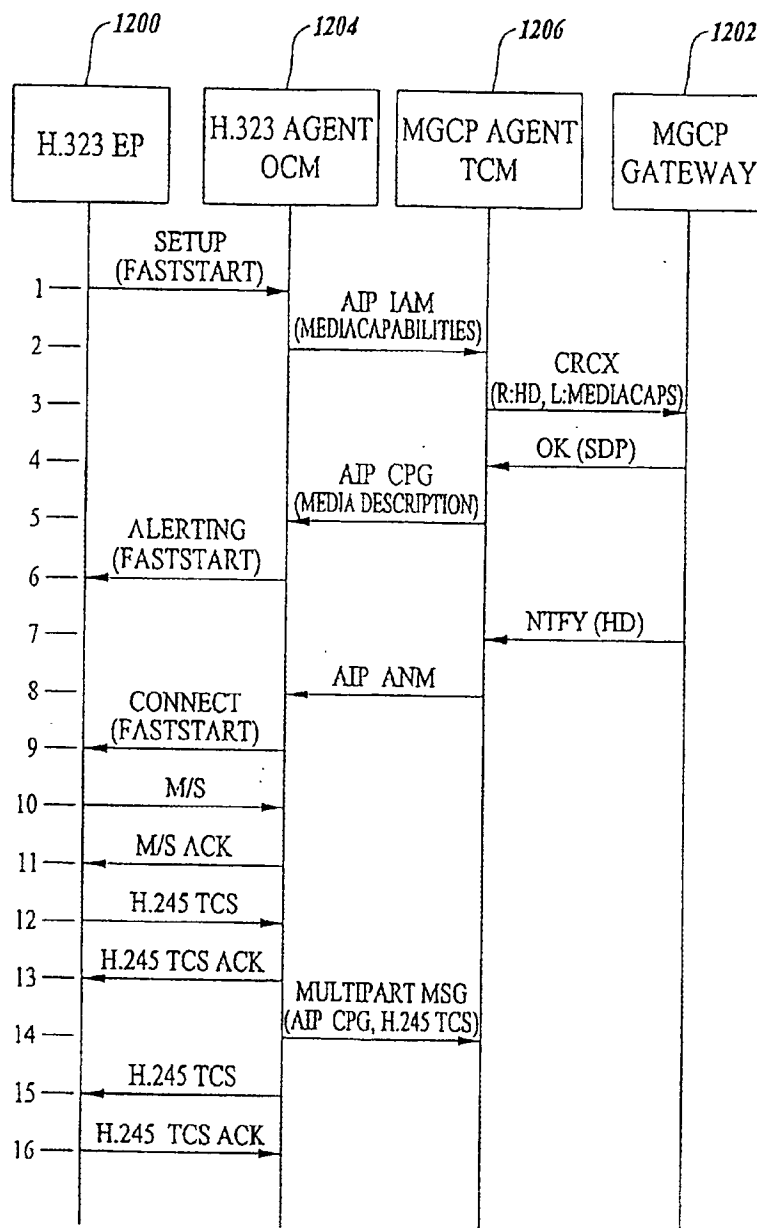 1200
1204
1206
1202
H.323 EP
H.323 AGENT
OCM
MGCP AGENT
TCM
MGCP
GATEWAY
SETUP
(FASTSTART)
1
AIP IAM
(MEDIACAPABILITIES)
2
CRCX
(R:HD, L:MEDIACAPS)
3
OK (SDP)
4
AIP CPG
(MEDIA DESCRIPTION)
5
ALERTING
(FASTSTART)
6
NTFY (HD)
7
AIP ANM
8
CONNECT
(FASTSTART)
9
M/S
10
M/S ACK
11
H.245 TCS
12
H.245 TCS ACK
13
MULTIPART MSG
(AIP CPG, H.245 TCS)
14
H.245 TCS
15
H.245 TCS ACK
16